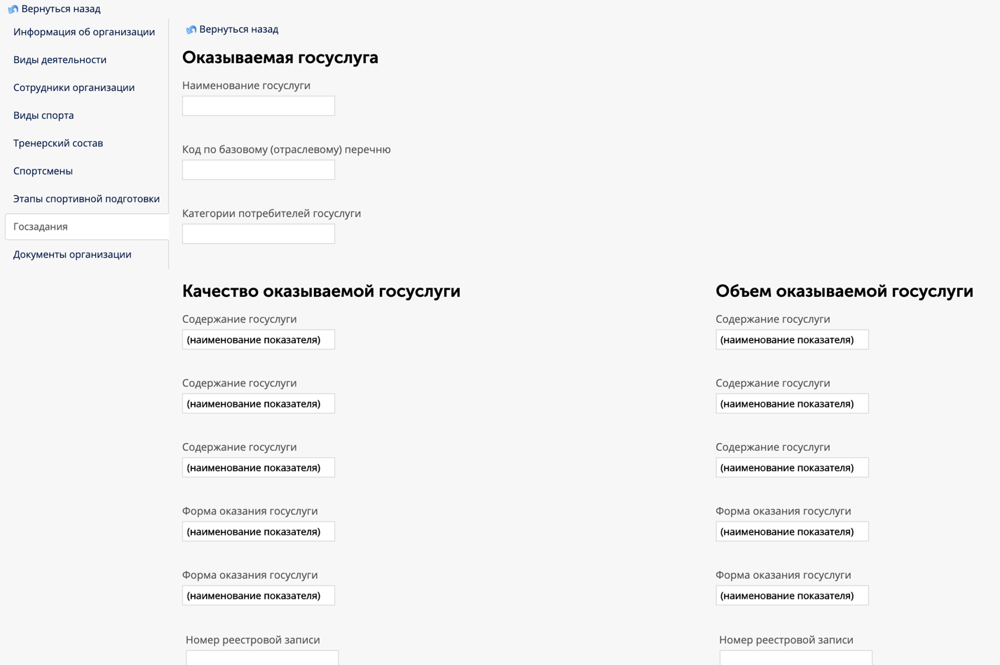 Вернуться назад
Информация об организации
Виды деятельности
Сотрудники организации
Виды спорта
Тренерский состав
Спортсмены
Этапы спортивной подготовки
Госзадания
Документы организации
Вернуться назад
Оказываемая госуслуга
Наименование госуслуги
Код по базовому (отраслевому) перечню
Категории потребителей госуслуги
Качество оказываемой госуслуги
Содержание госуслуги
(наименование показателя)
Содержание госуслуги
(наименование показателя)
Содержание госуслуги
(наименование показателя)
Форма оказания госуслуги
(наименование показателя)
Форма оказания госуслуги
(наименование показателя)
Номер реестровой записи
Объем оказываемой госуслуги
Содержание госуслуги
(наименование показателя)
Содержание госуслуги
(наименование показателя)
Содержание госуслуги
(наименование показателя)
Форма оказания госуслуги
(наименование показателя)
Форма оказания госуслуги
(наименование показателя)
Номер реестровой записи